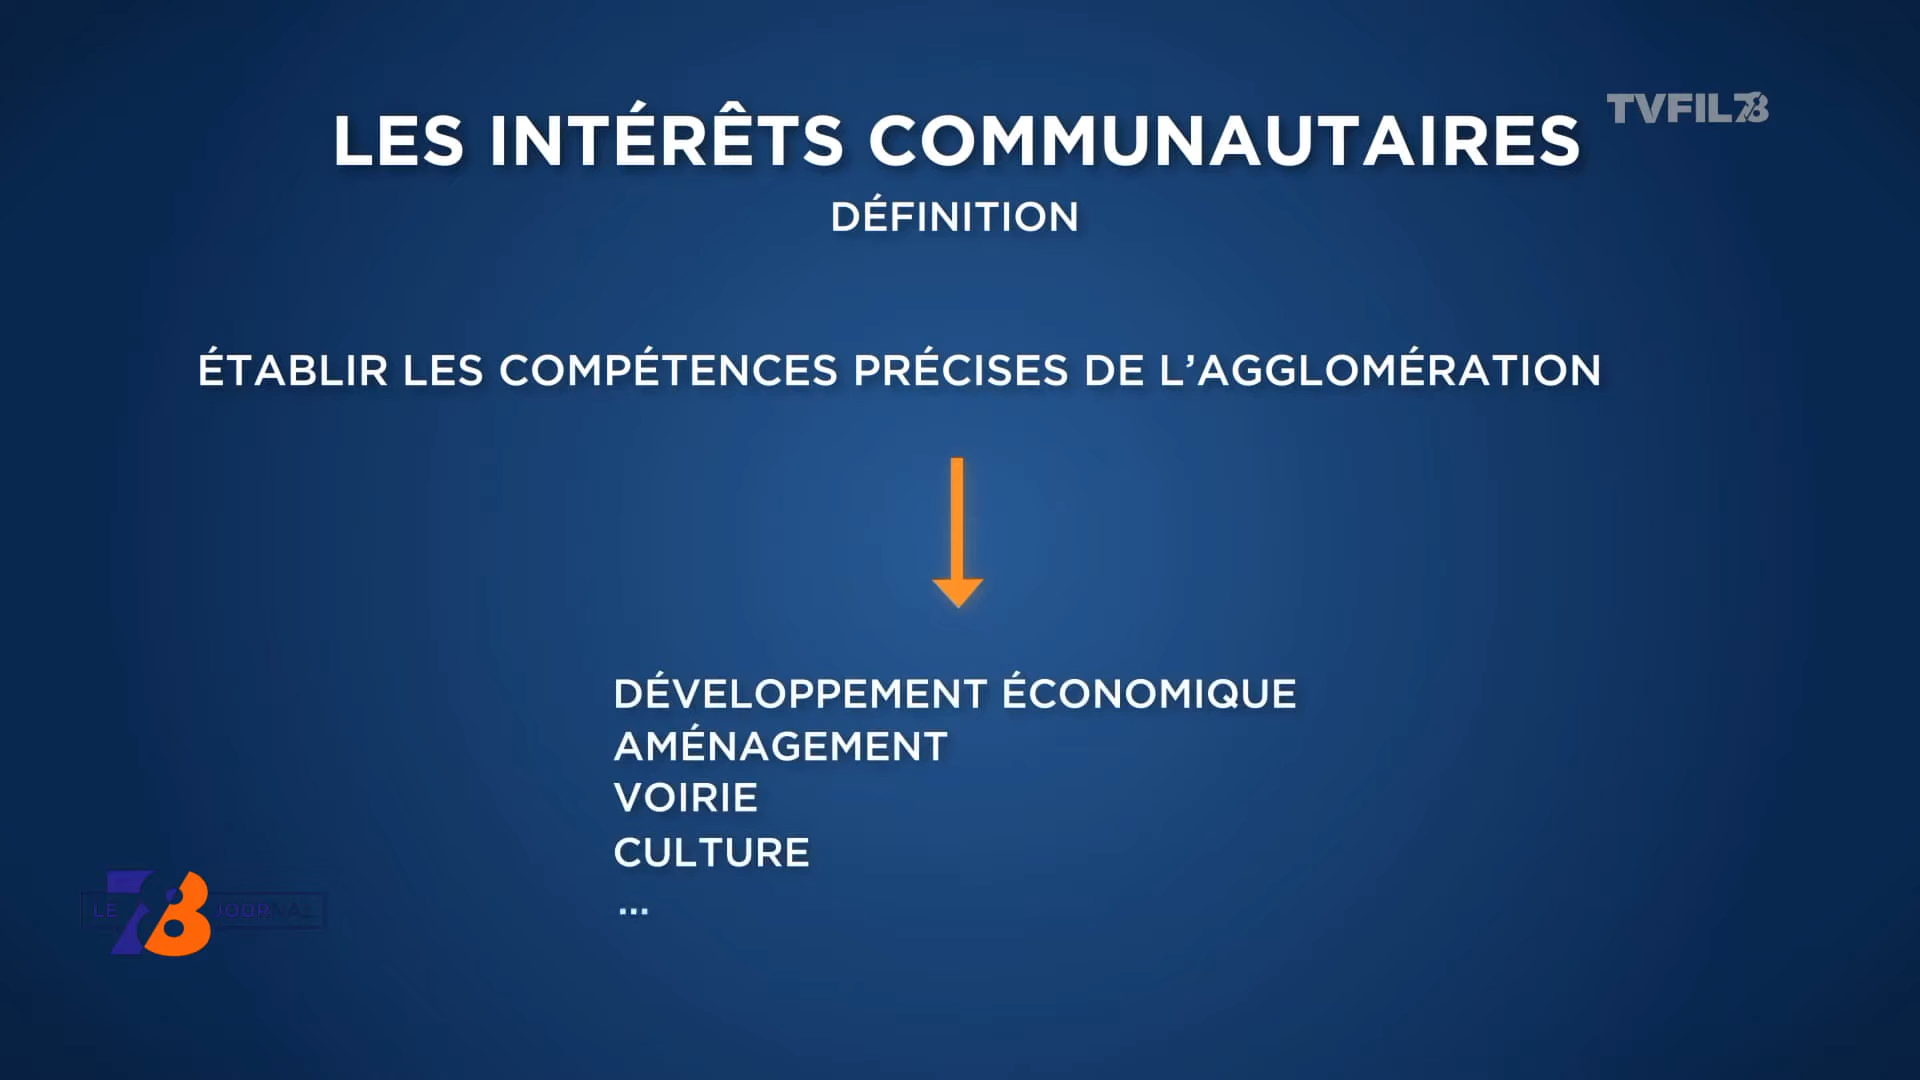 LES INTÉRÊTS COMMUNAUTAIRES
TVFIL78
DÉFINITION
ÉTABLIR LES COMPÉTENCES PRÉCISES DE L’AGGLOMÉRATION
DÉVELOPPEMENT ÉCONOMIQUE
AMÉNAGEMENT
VOIRIE
CULTURE
...
LE 78 JOURNAL